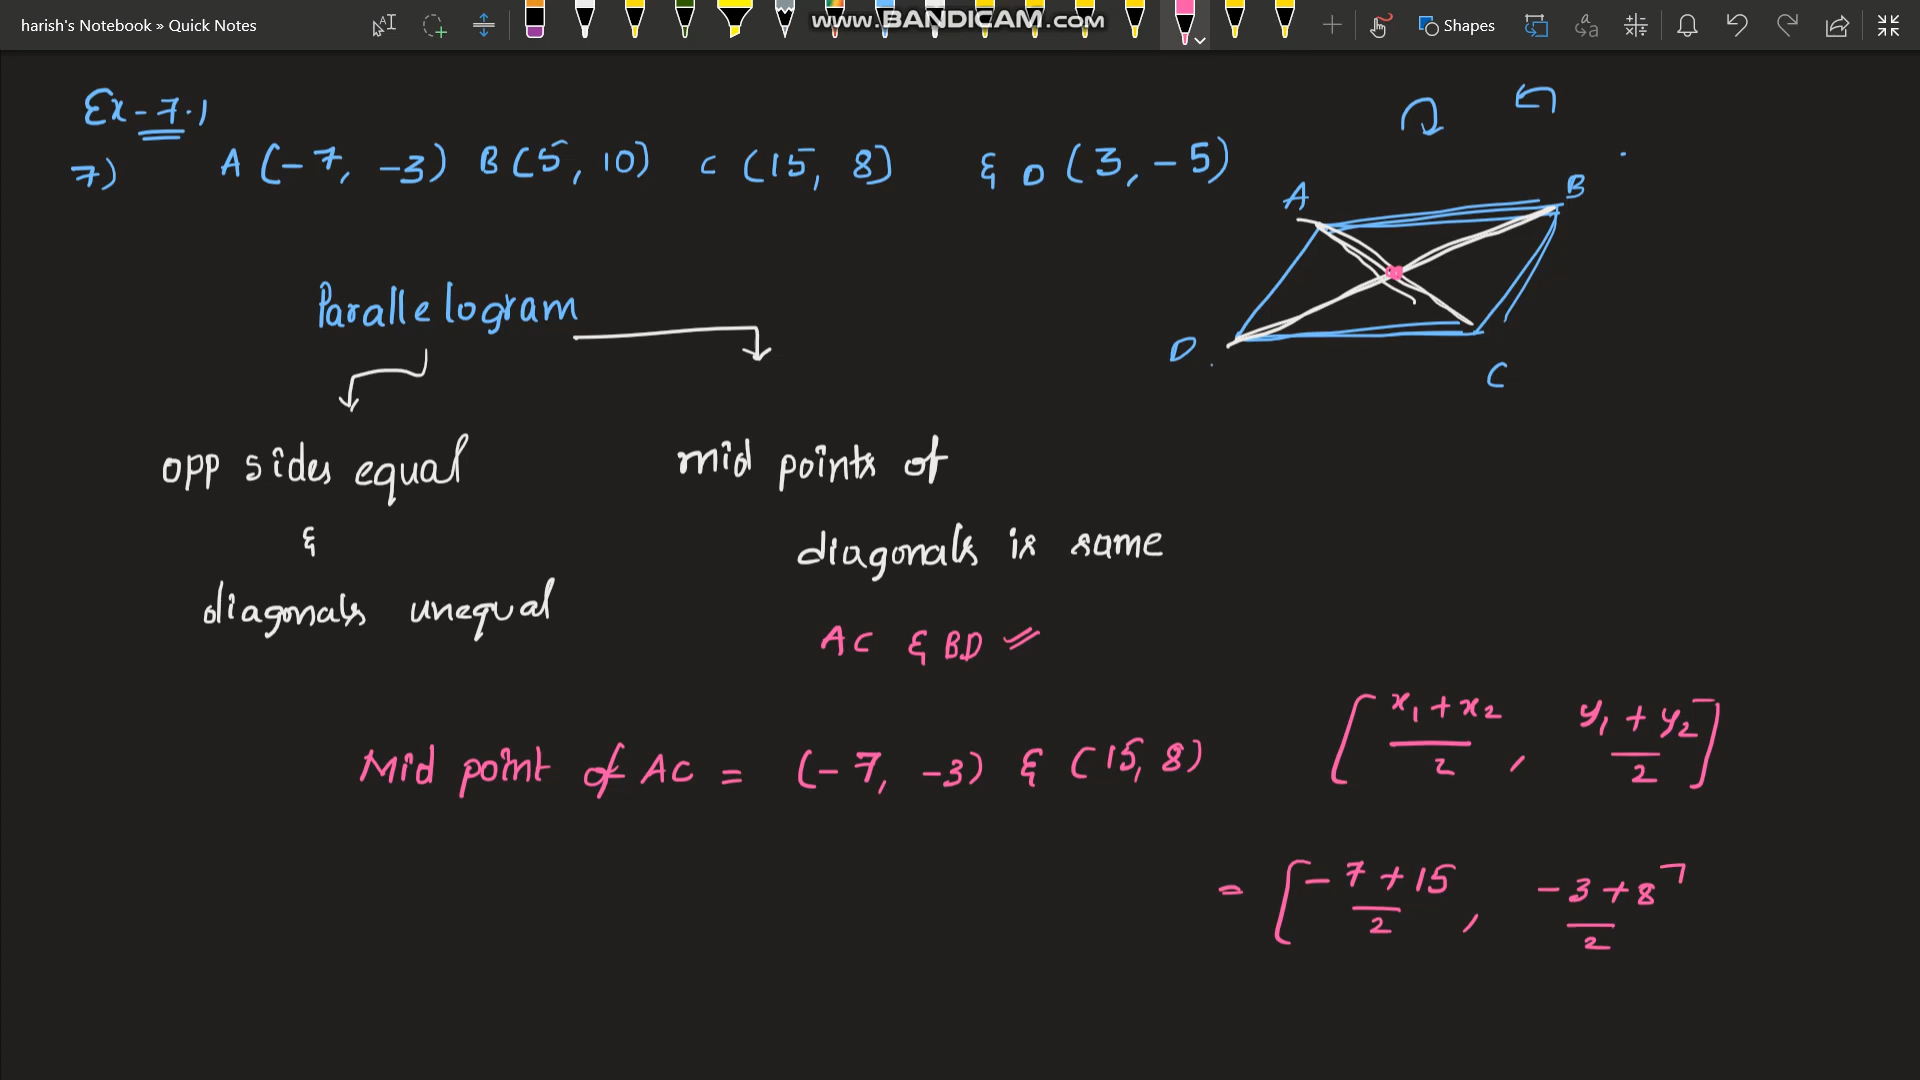 harish's Notebook » Quick Notes
www.BANDICAM.com
Shapes
Ex - 7.1
7) A (-7, -3) B (5, 10) C (15, 8) & D (3, -5)
A
B
Parallelogram
D
C
opp sides equal
&
diagonals unequal
mid points of
diagonals is same
AC & BD
Mid point of AC = (-7, -3) & (15, 8)
[ x₁+x₂ / 2 , y₁+y₂ / 2 ]
= [ -7+15 / 2 , -3+8 / 2